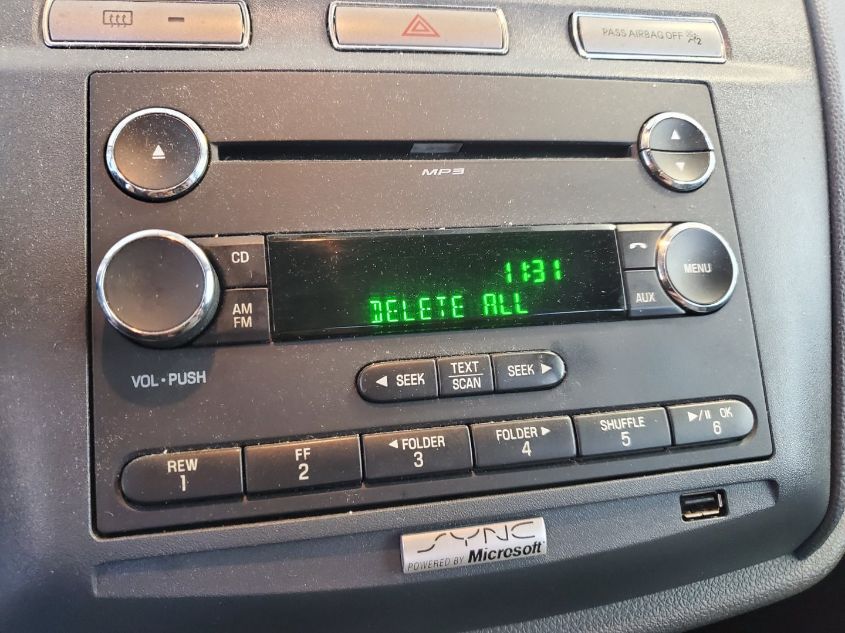 PASS AIRBAG OFF
MP3
CD
11:31
MENU
AM
FM
DELETE ALL
AUX
VOL • PUSH
◄ SEEK
TEXT
SCAN
SEEK ►
REW
1
FF
2
◄ FOLDER
3
FOLDER ►
4
SHUFFLE
5
►/II OK
6
SYNC
POWERED BY Microsoft